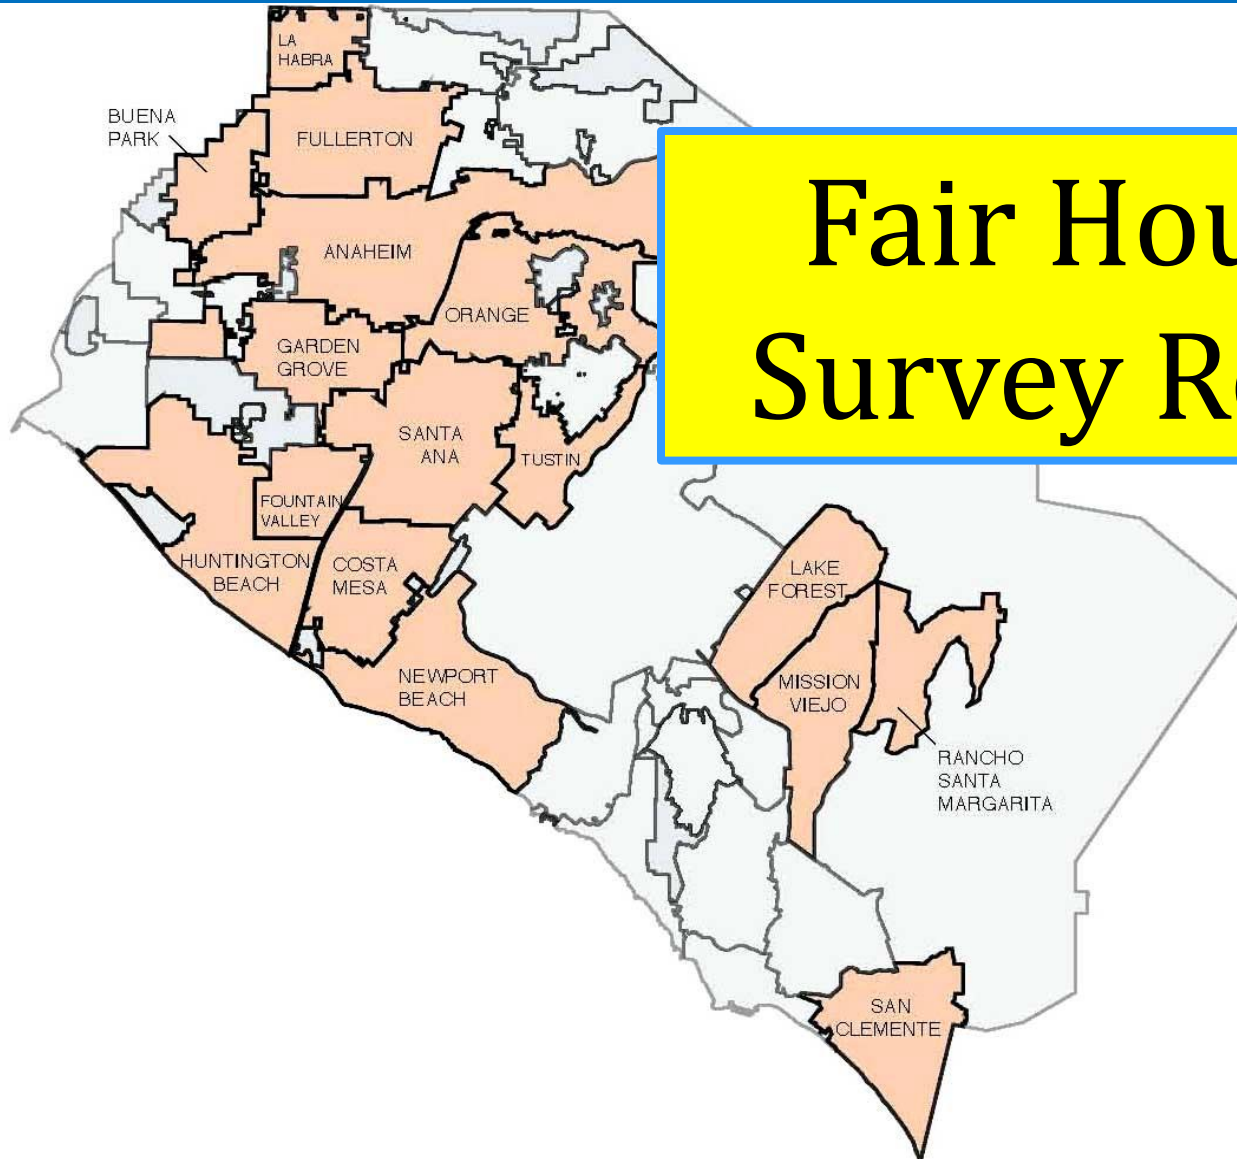 LA
HABRA
BUENA
PARK
FULLERTON
Fair Hou
Survey Re
ANAHEIM
ORANGE
GARDEN
GROVE
SANTA
ANA
TUSTIN
FOUNTAIN
VALLEY
HUNTINGTON
BEACH
COSTA
MESA
LAKE
FOREST
NEWPORT
BEACH
MISSION
VIEJO
RANCHO
SANTA
MARGARITA
SAN
CLEMENTE